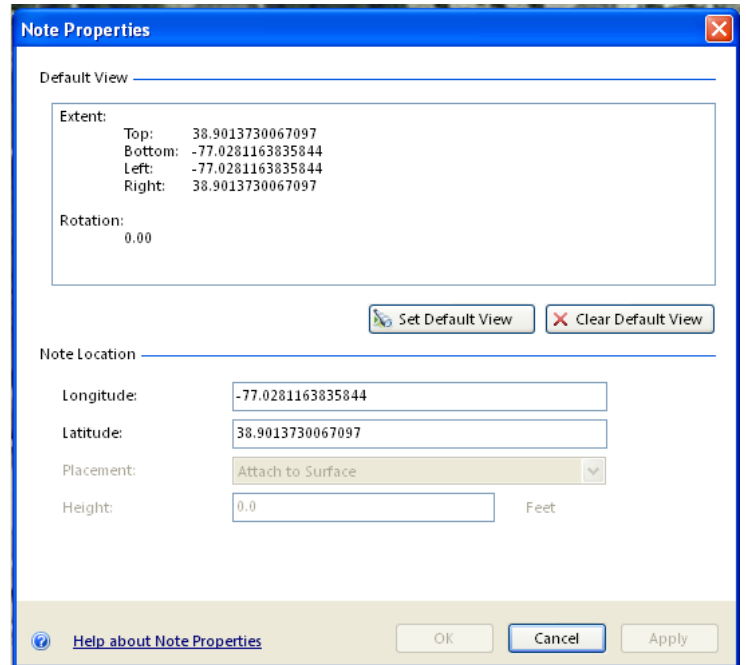 Note Properties
Default View
Extent:
Top: 38.9013730067097
Bottom: -77.0281163835844
Left: -77.0281163835844
Right: 38.9013730067097
Rotation:
0.00
Set Default View Clear Default View
Note Location
Longitude: -77.0281163835844
Latitude: 38.9013730067097
Placement: Attach to Surface
Height: 0.0 Feet
Help about Note Properties OK Cancel Apply